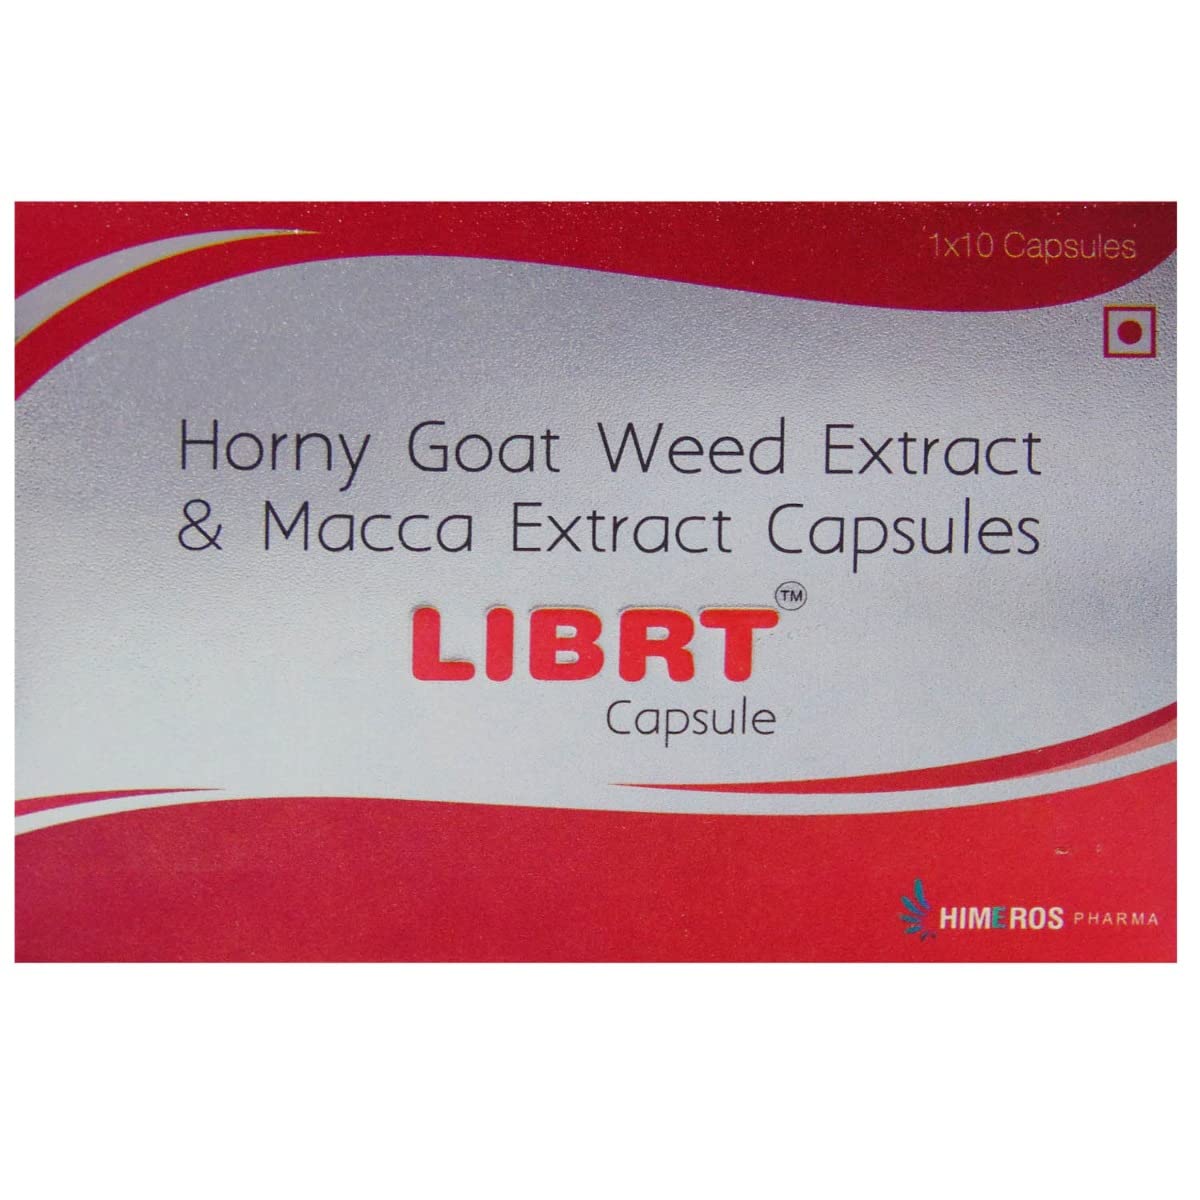 1x10 Capsules
Horny Goat Weed Extract
& Macca Extract Capsules
LIBRT™
Capsule
HIMEROS PHARMA